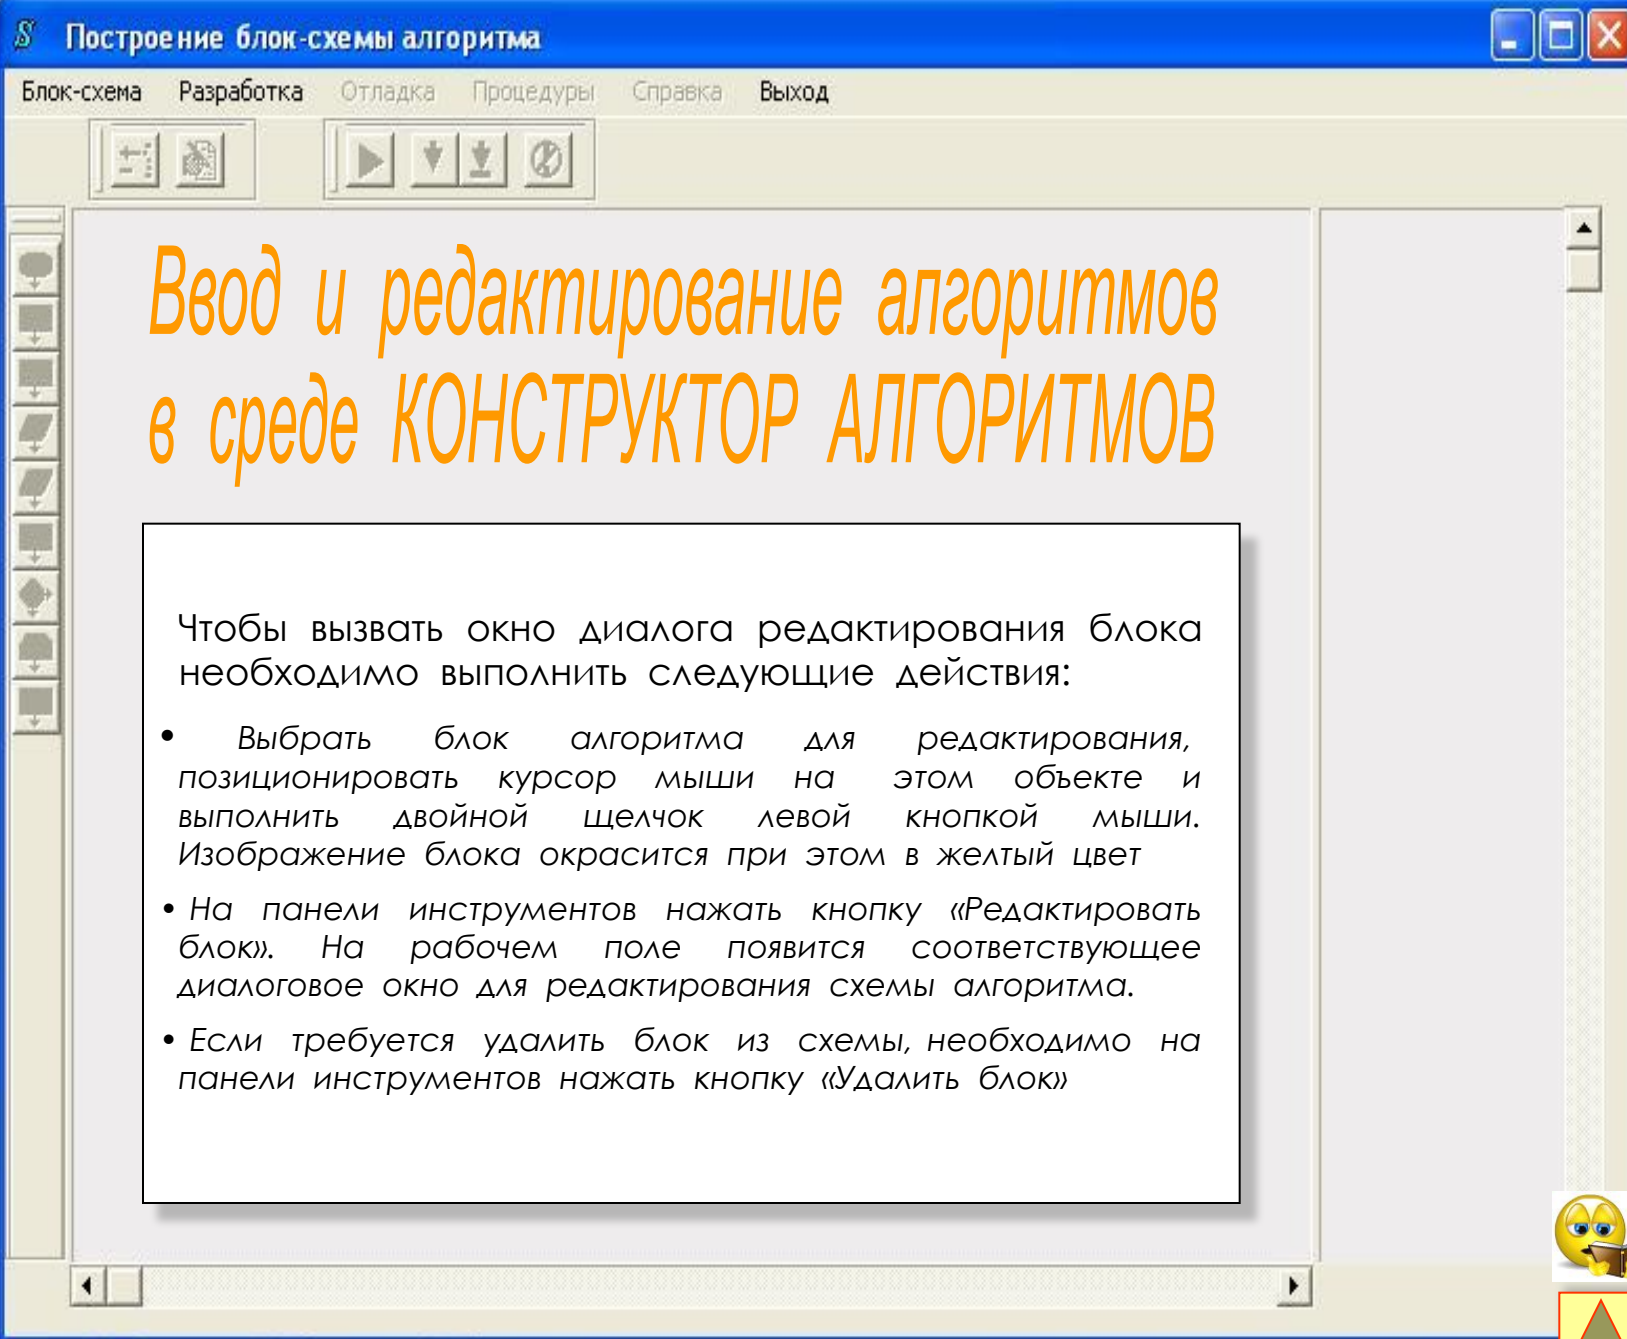 Построение блок-схемы алгоритма
Блок-схема Разработка Отладка Процедуры Справка Выход
Ввод и редактирование алгоритмов
в среде КОНСТРУКТОР АЛГОРИТМОВ
Чтобы вызвать окно диалога редактирования блока
необходимо выполнить следующие действия:
• Выбрать блок алгоритма для редактирования,
позиционировать курсор мыши на этом объекте и
выполнить двойной щелчок левой кнопкой мыши.
Изображение блока окрасится при этом в желтый цвет
• На панели инструментов нажать кнопку «Редактировать
блок». На рабочем поле появится соответствующее
диалоговое окно для редактирования схемы алгоритма.
• Если требуется удалить блок из схемы, необходимо на
панели инструментов нажать кнопку «Удалить блок»